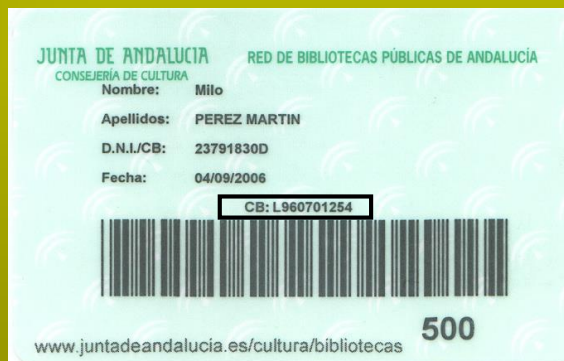 JUNTA DE ANDALUCIA RED DE BIBLIOTECAS PÚBLICAS DE ANDALUCÍA
CONSEJERÍA DE CULTURA
Nombre: Milo
Apellidos: PEREZ MARTIN
D.N.I./CB: 23791830D
Fecha: 04/09/2006
CB: L960701254
500
www.juntadeandalucia.es/cultura/bibliotecas